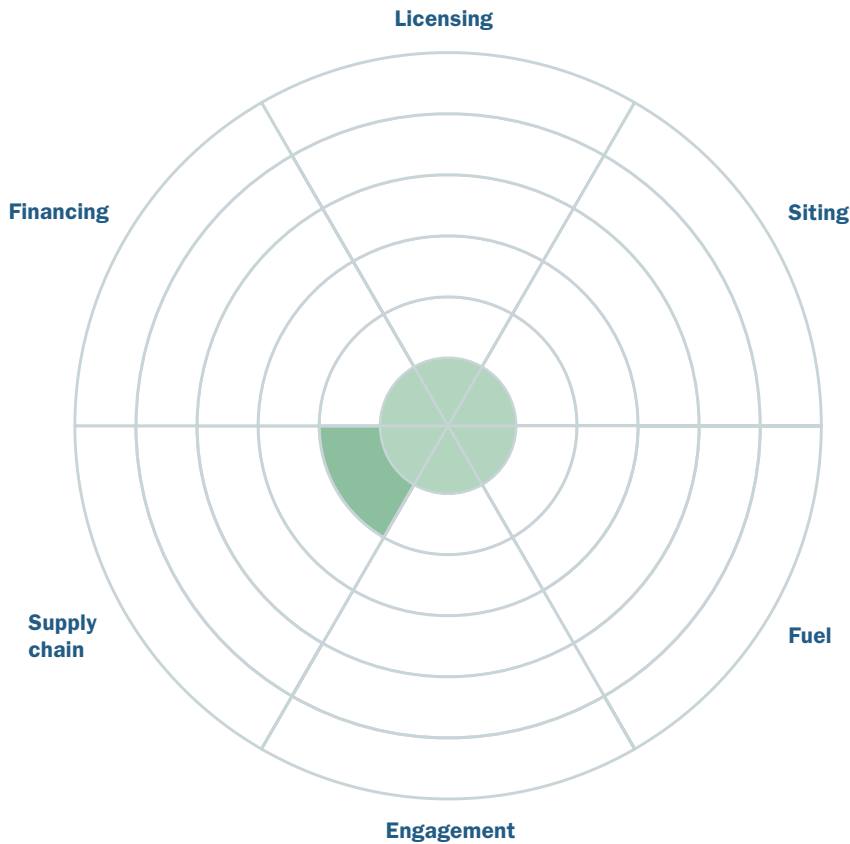 Licensing
Financing
Siting
Supply
chain
Fuel
Engagement